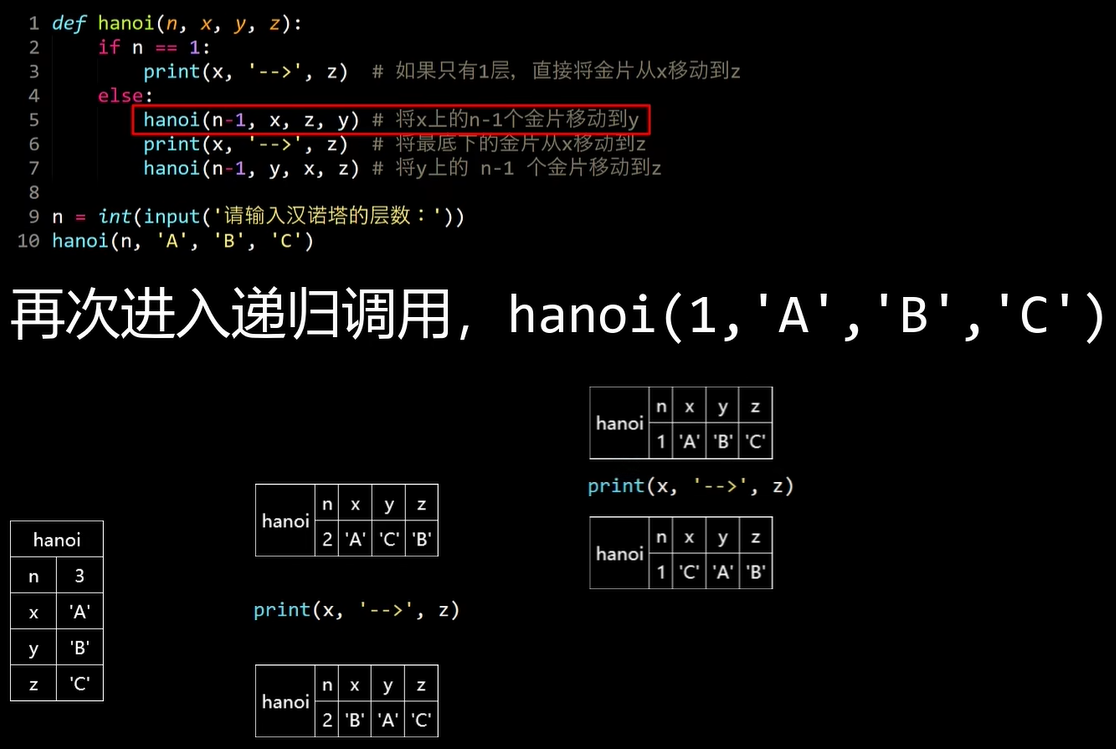 1 def hanoi(n, x, y, z):
2 if n == 1:
3 print(x, '-->', z) # 如果只有1层，直接将金片从x移动到z
4 else:
5 hanoi(n-1, x, z, y) # 将x上的n-1个金片移动到y
6 print(x, '-->', z) # 将最底下的金片从x移动到z
7 hanoi(n-1, y, x, z) # 将y上的 n-1 个金片移动到z
8
9 n = int(input('请输入汉诺塔的层数：'))
10 hanoi(n, 'A', 'B', 'C')
再次进入递归调用，hanoi(1,'A','B','C')
hanoi
n 3
x 'A'
y 'B'
z 'C'
hanoi
n x y z
2 'A' 'C' 'B'
print(x, '-->', z)
hanoi
n x y z
2 'B' 'A' 'C'
hanoi
n x y z
1 'A' 'B' 'C'
print(x, '-->', z)
hanoi
n x y z
1 'C' 'A' 'B'